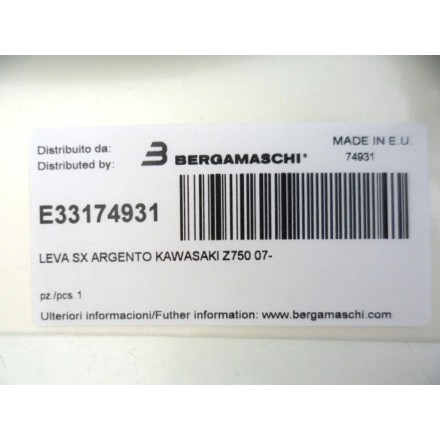 Distribuito da:
Distributed by:
BERGAMASCHI®
MADE IN E.U.
74931
E33174931
LEVA SX ARGENTO KAWASAKI Z750 07-
pz./pcs. 1
Ulteriori informacioni/Futher information: www.bergamaschi.com